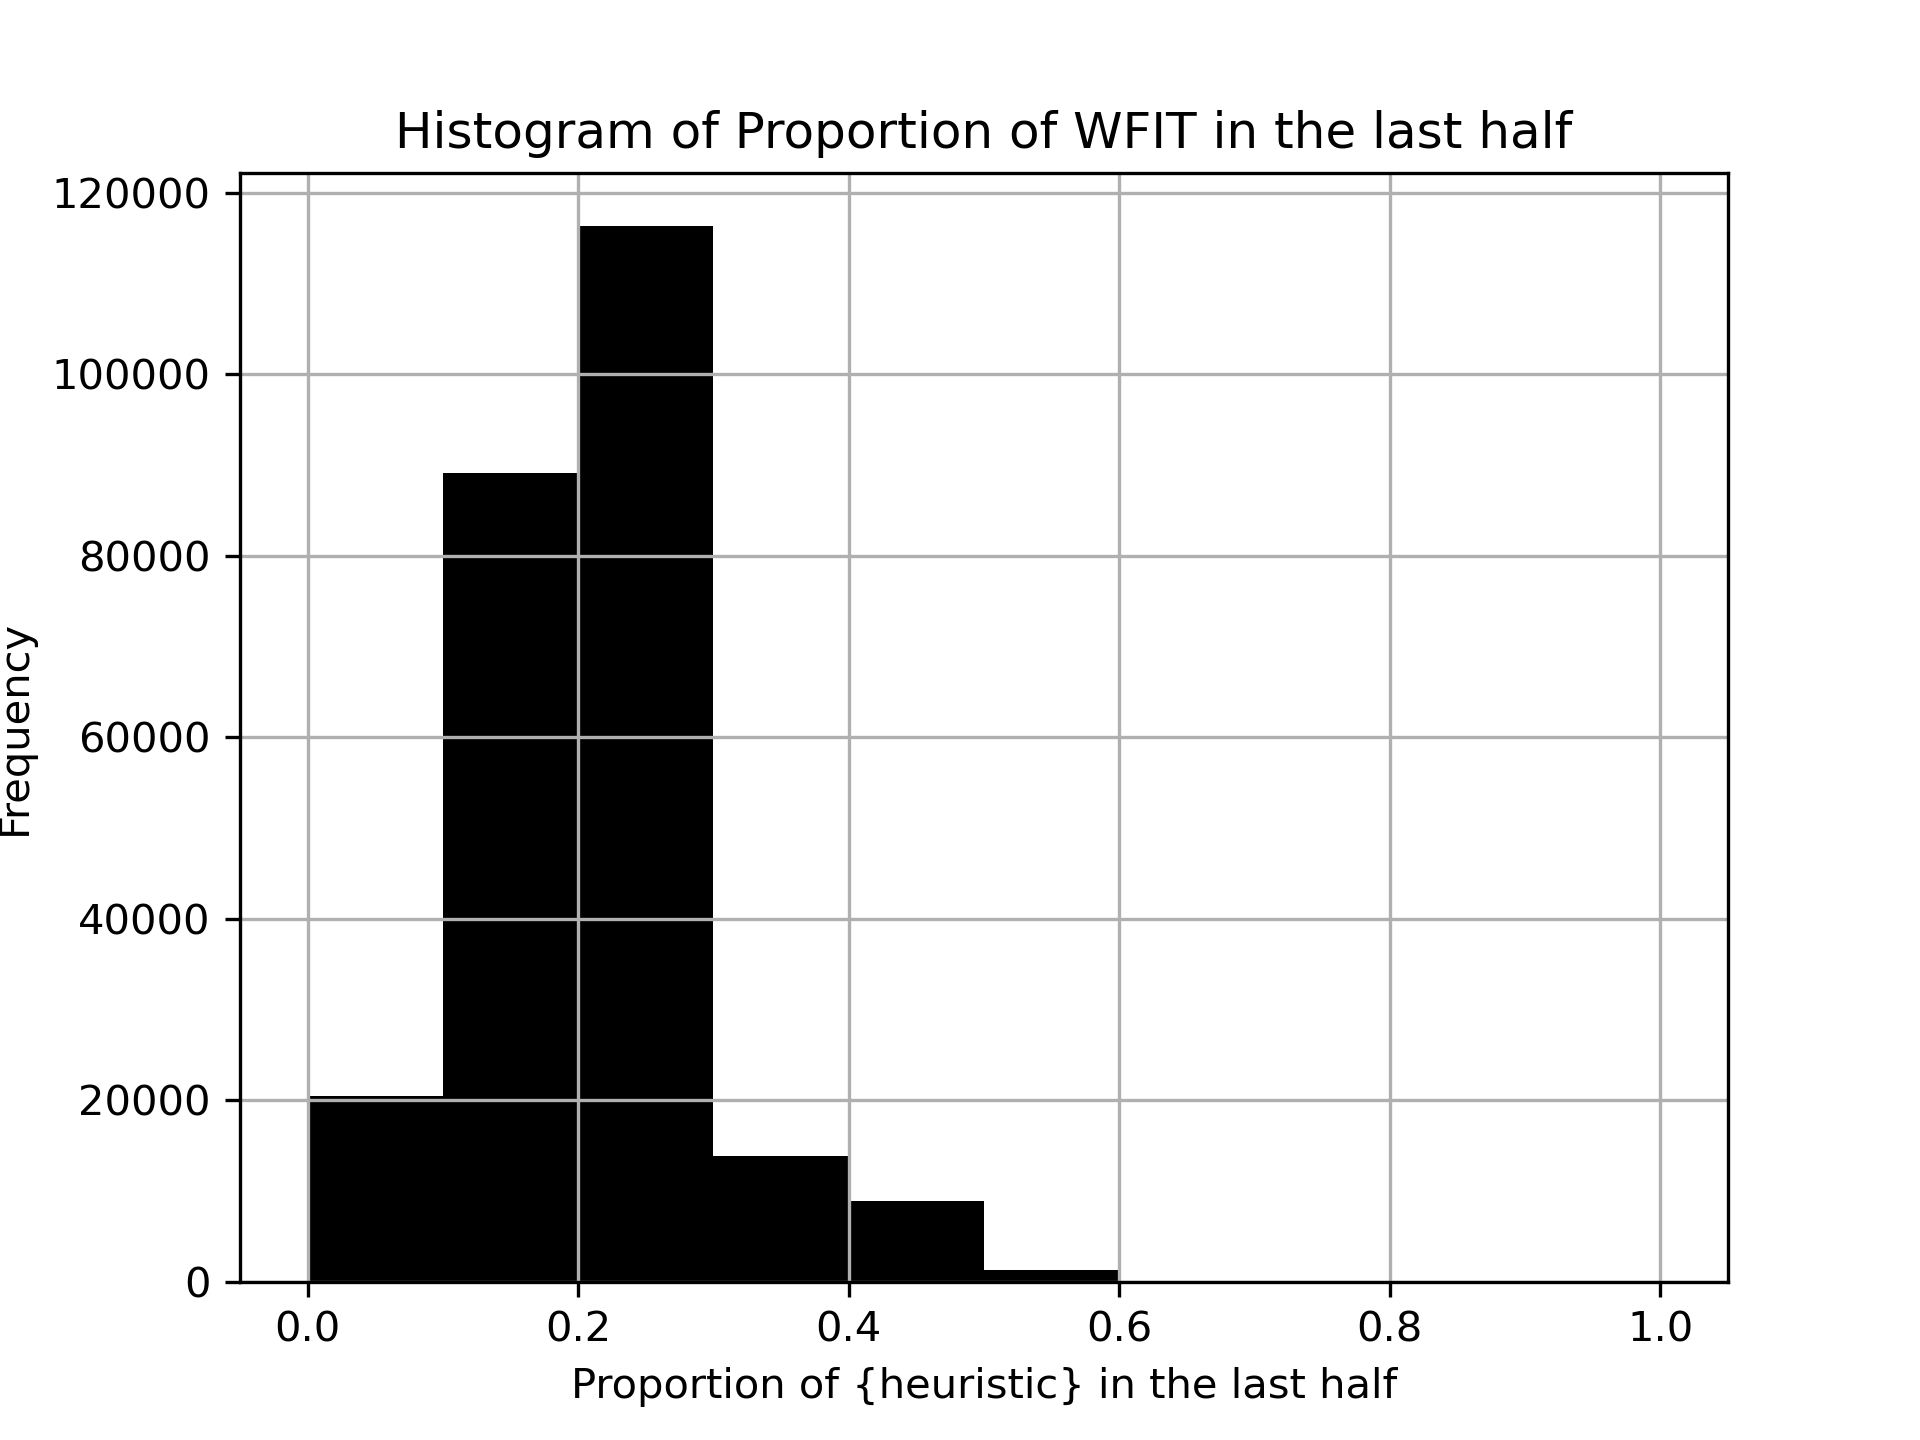 Histogram of Proportion of WFIT in the last half
120000
100000
80000
60000
40000
20000
0
Frequency
0.0 0.2 0.4 0.6 0.8 1.0
Proportion of {heuristic} in the last half